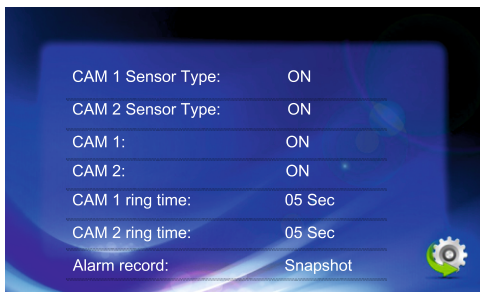 CAM 1 Sensor Type: ON
CAM 2 Sensor Type: ON
CAM 1: ON
CAM 2: ON
CAM 1 ring time: 05 Sec
CAM 2 ring time: 05 Sec
Alarm record: Snapshot